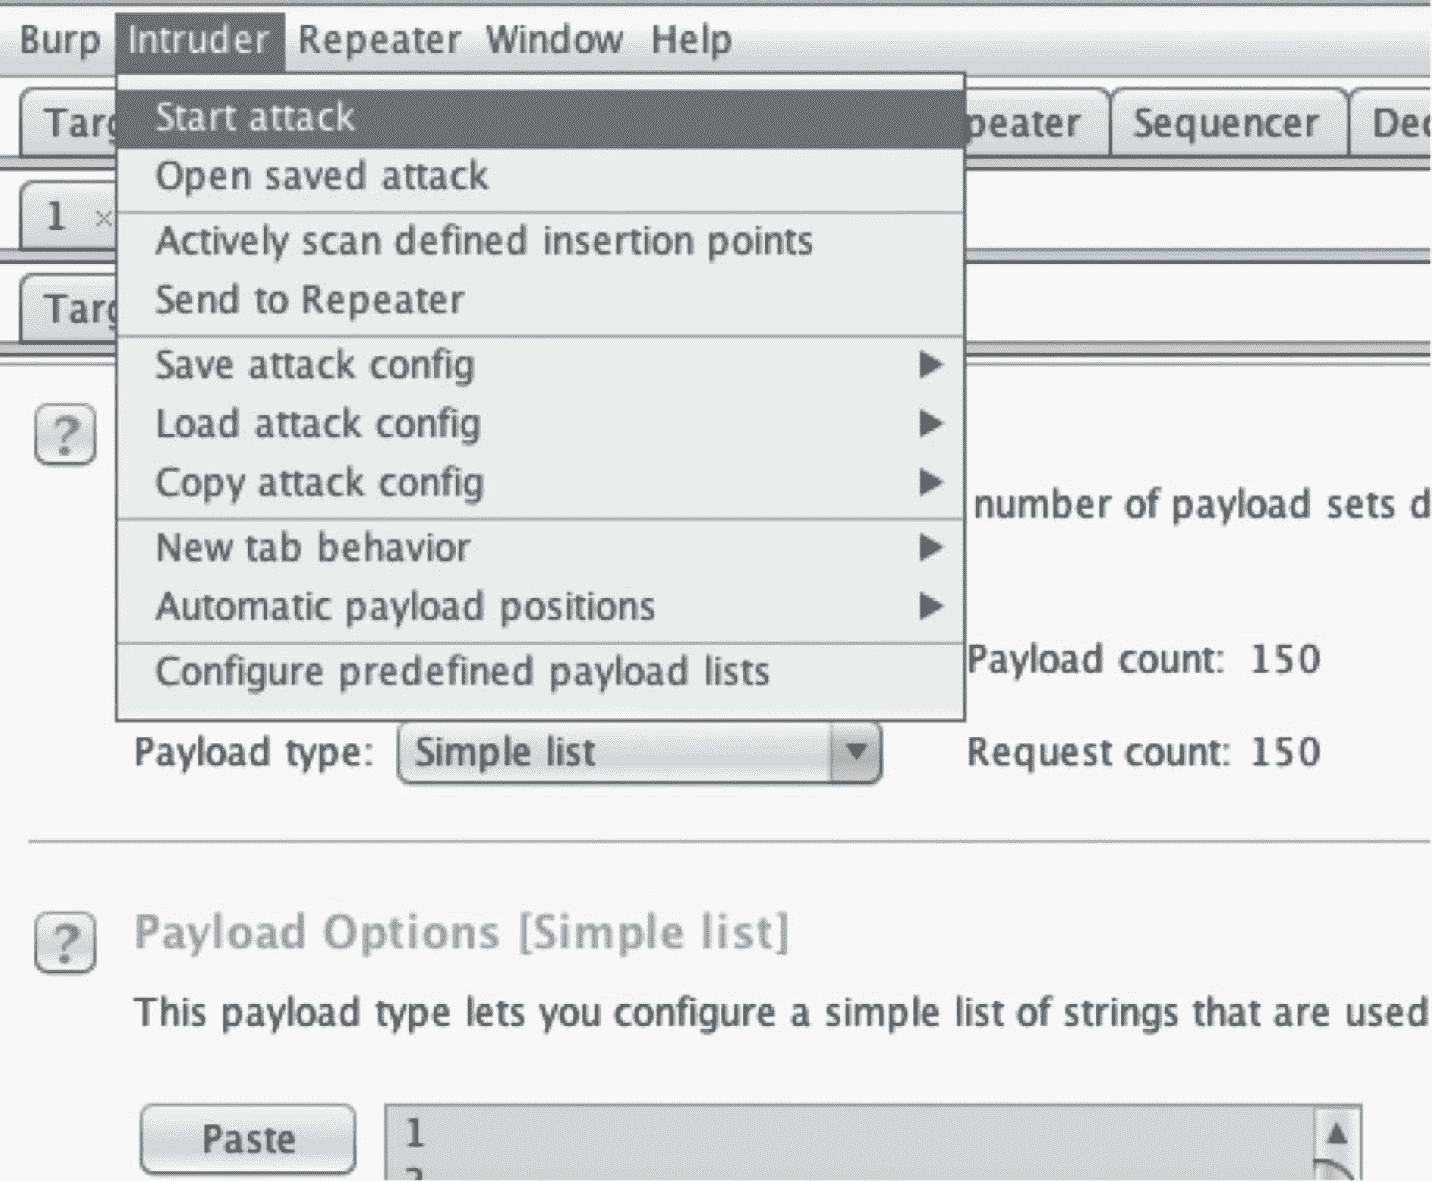 Burp Intruder Repeater Window Help
Start attack
Sequencer
Open saved attack
1 ×
Actively scan defined insertion points
Send to Repeater
Save attack config
Load attack config
?
Copy attack config
number of payload sets
New tab behavior
Automatic payload positions
Configure predefined payload lists
Payload count: 150
Payload type: Simple list
Request count: 150
? Payload Options [Simple list]
This payload type lets you configure a simple list of strings that are used
Paste
1